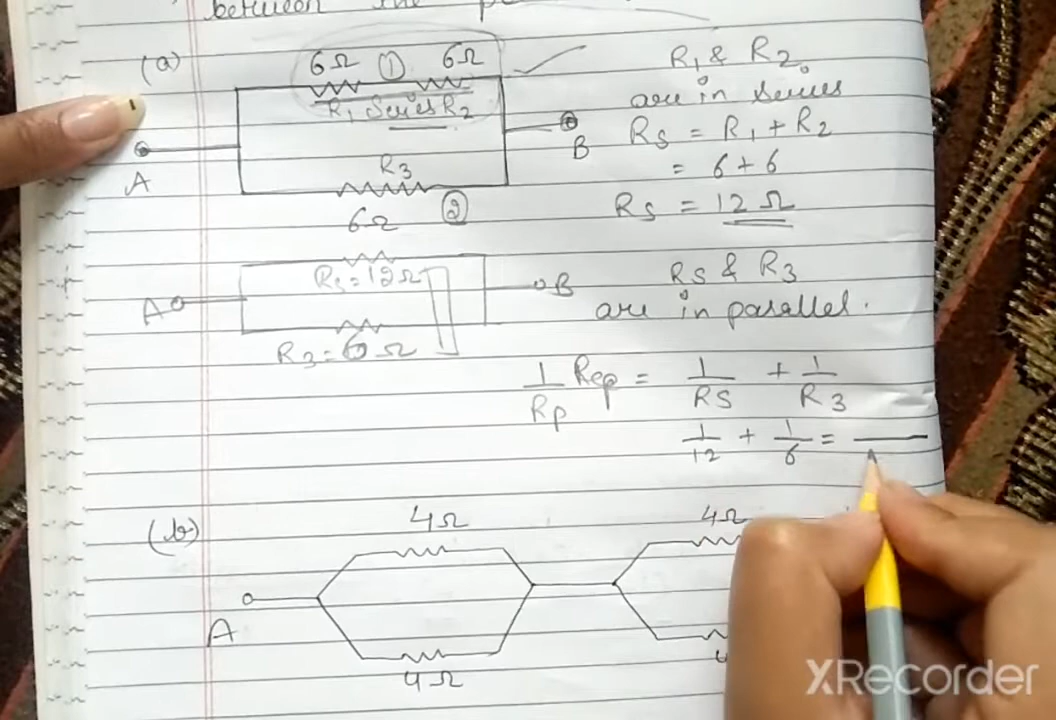 between the
(a) 6Ω ① 6Ω
R1 Series R2
A
B
R3
6Ω ②
R1 & R2
are in series
Rs = R1 + R2
= 6 + 6
Rs = 12 Ω
A
Rs = 12Ω
R3 = 6 Ω
B
Rs & R3
are in parallel.
1/Rp Rep = 1/Rs + 1/R3
1/12 + 1/6 =
(b) 4Ω 4Ω
A
4Ω
XRecorder